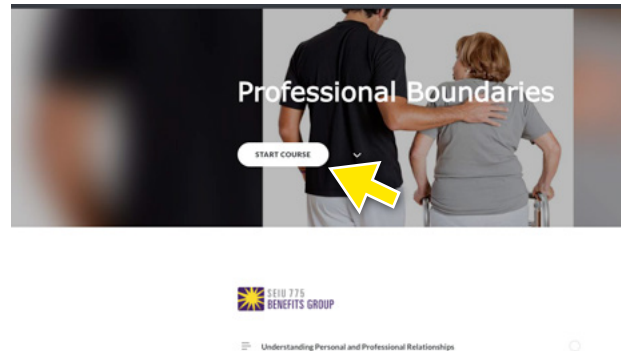 Professional Boundaries
START COURSE
SEIU 775
BENEFITS GROUP
Understanding Personal and Professional Relationships